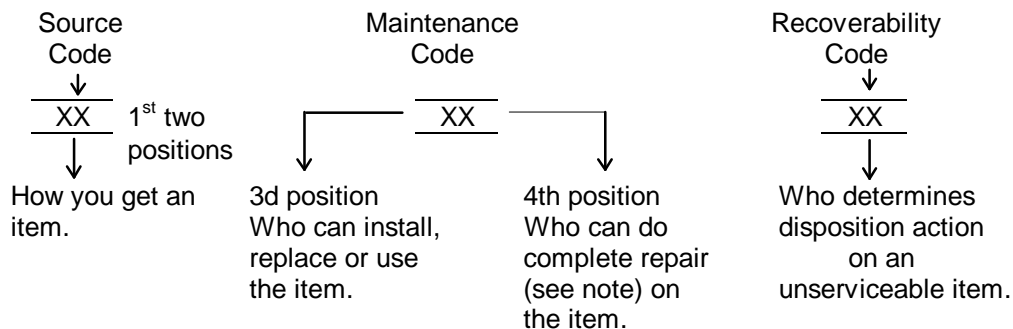 Source
Code
XX
1st two
positions
How you get an
item.
Maintenance
Code
XX
3d position
Who can install,
replace or use
the item.
4th position
Who can do
complete repair
(see note) on
the item.
Recoverability
Code
XX
Who determines
disposition action
on an
unserviceable item.